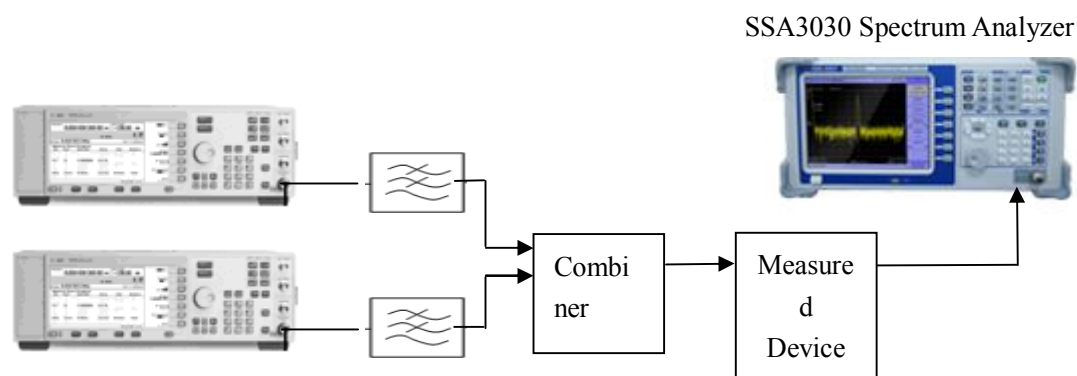 SSA3030 Spectrum Analyzer
Combi
ner
Measure
d
Device